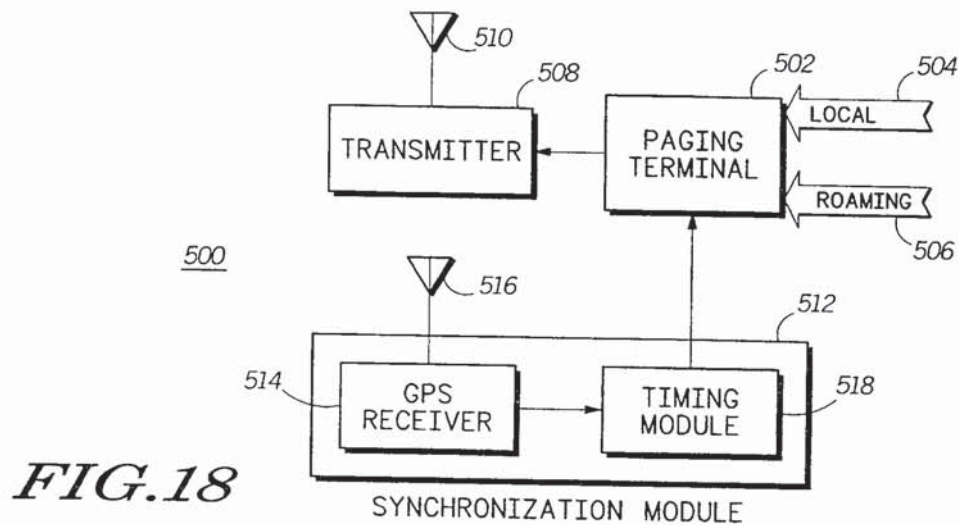 510
508
502
504
TRANSMITTER
PAGING
TERMINAL
LOCAL
ROAMING
500
516
506
512
514
GPS
RECEIVER
TIMING
MODULE
518
FIG.18
SYNCHRONIZATION MODULE